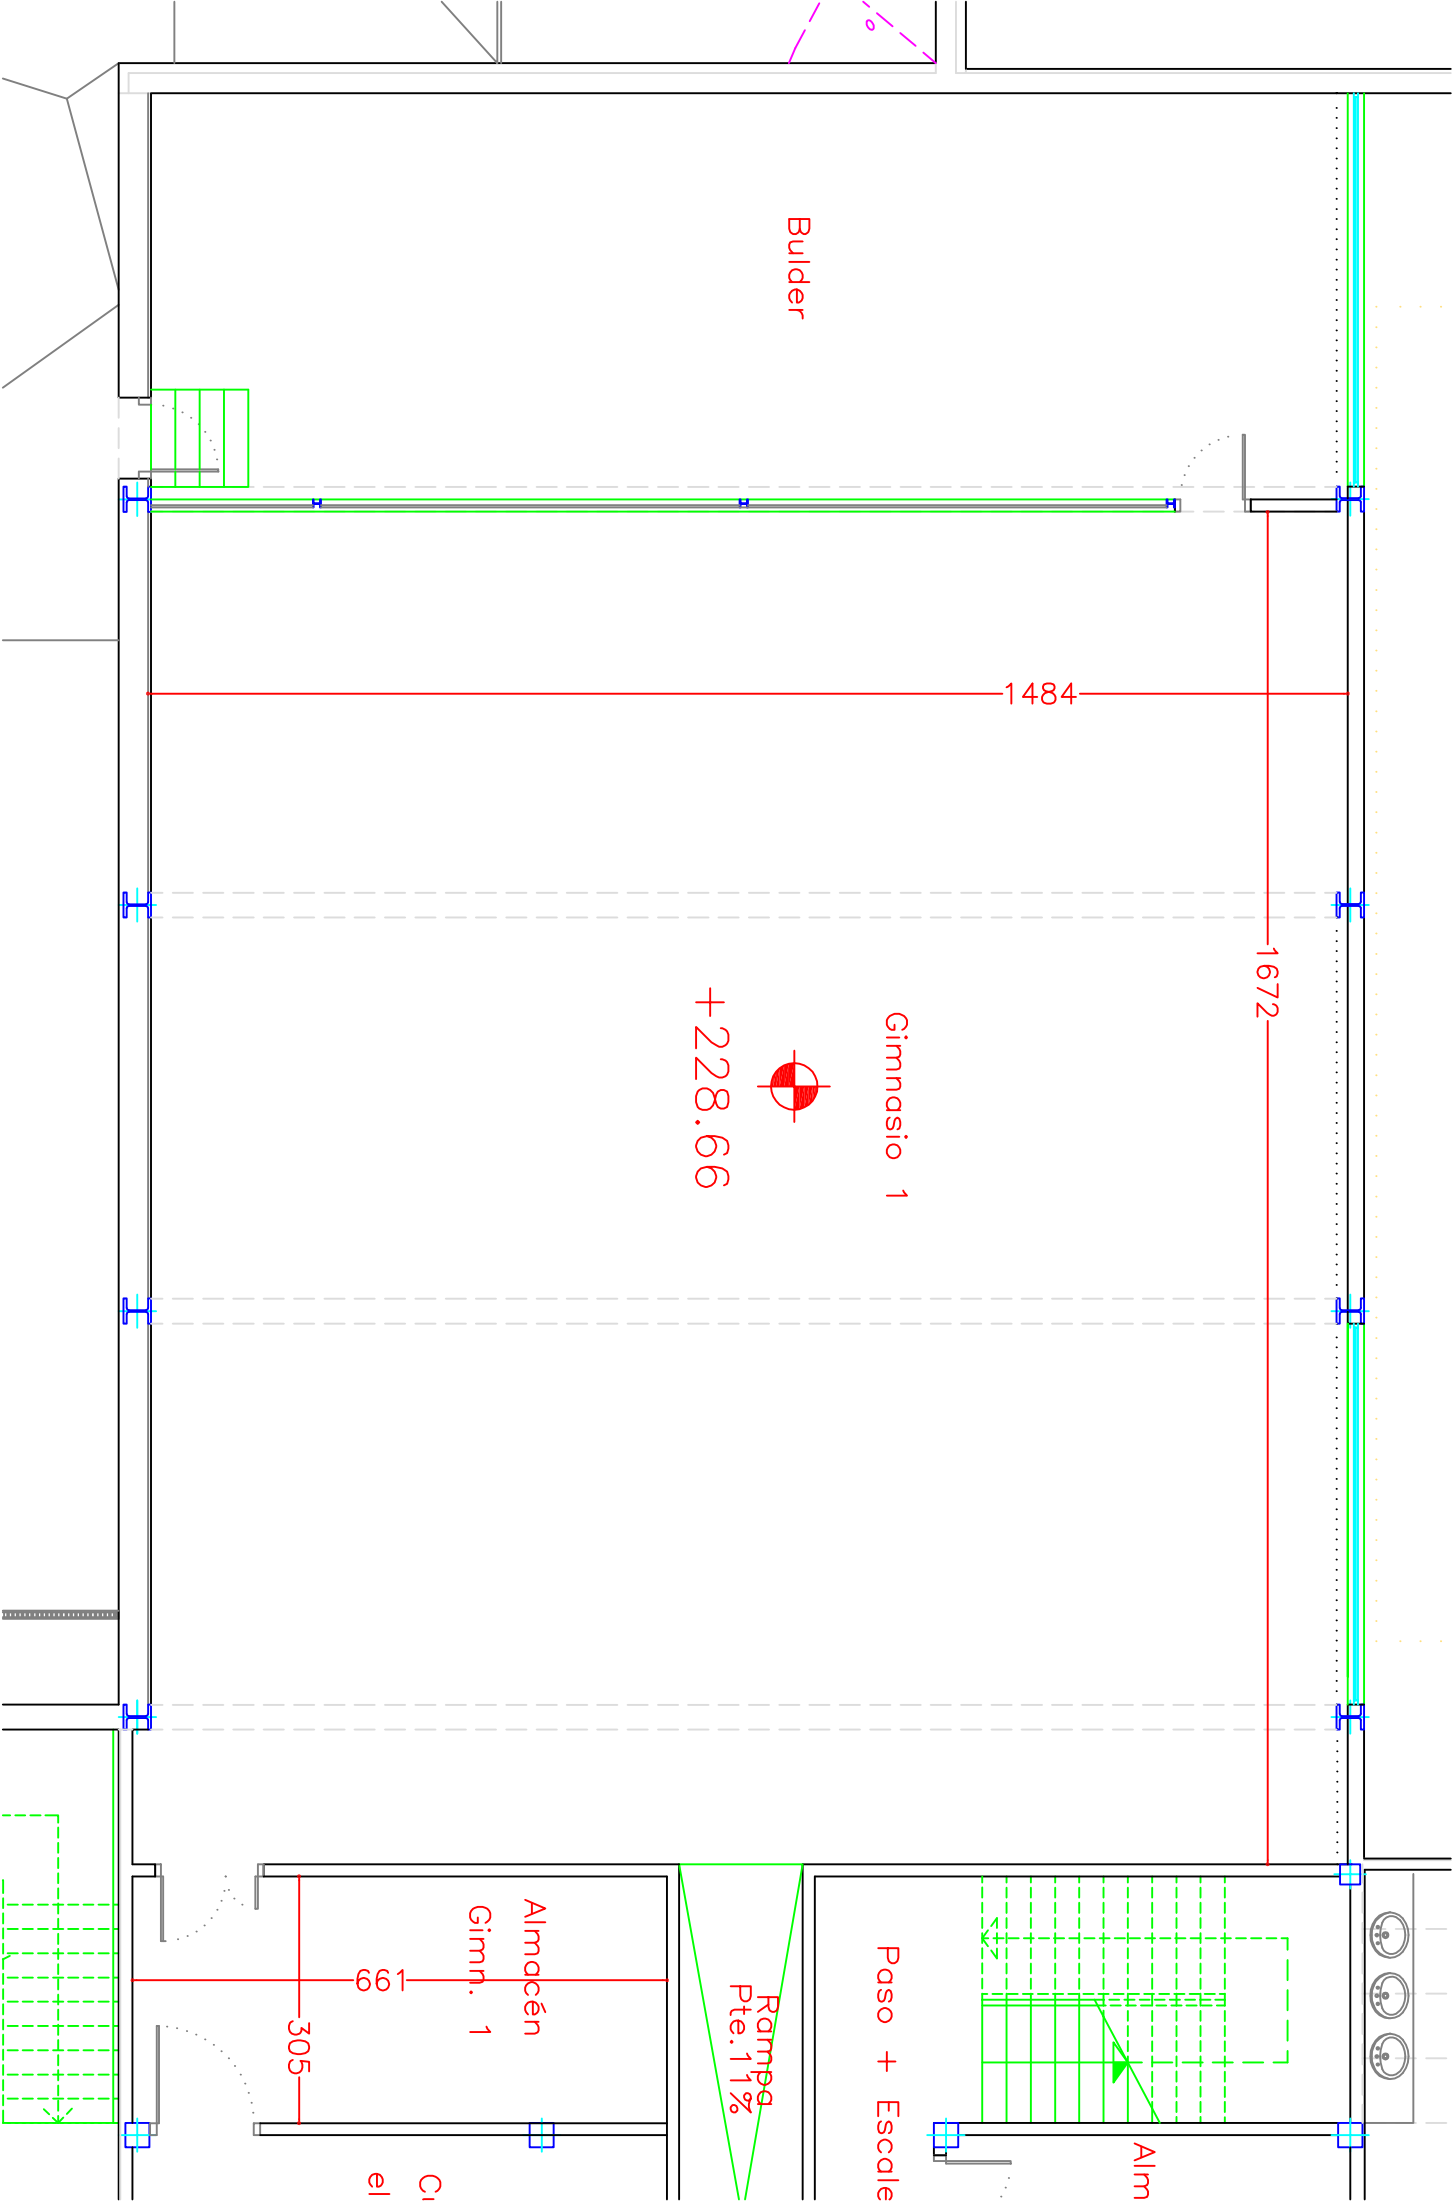 Bulder
1484
1672
Gimnasio 1
+228.66
Almacén
Gimn. 1
661
305
Rampa
Pte.11%
Paso + Escale
Alm
el